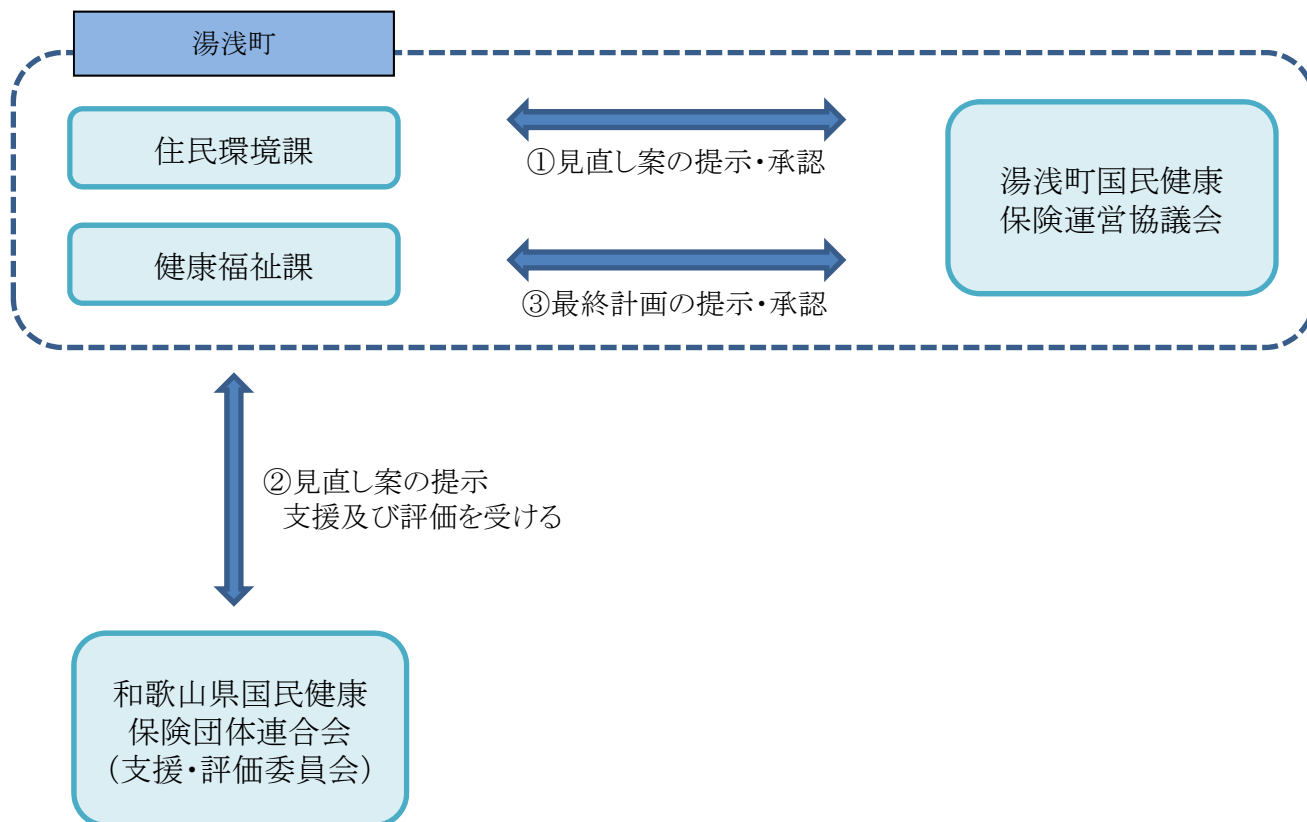 湯浅町
住民環境課
健康福祉課
①見直し案の提示・承認
③最終計画の提示・承認
湯浅町国民健康
保険運営協議会
②見直し案の提示
支援及び評価を受ける
和歌山県国民健康
保険団体連合会
（支援・評価委員会）